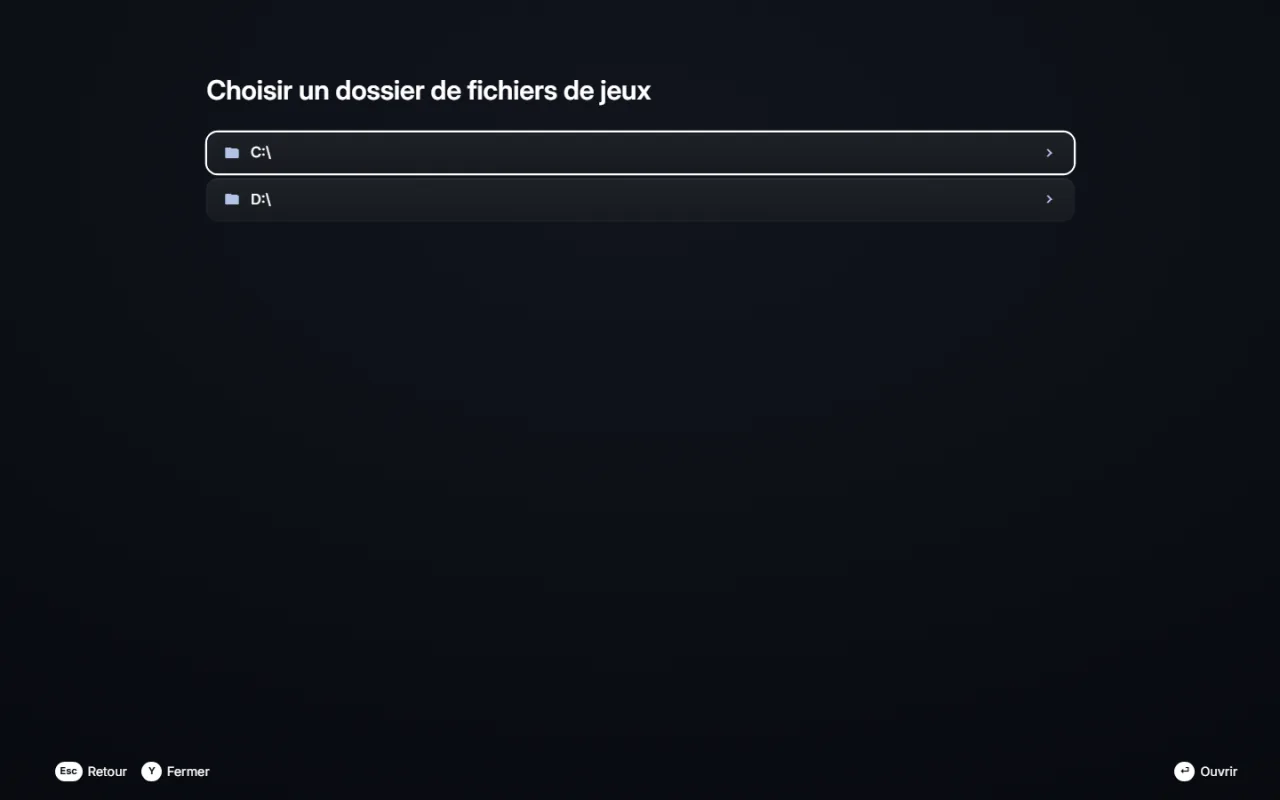 Choisir un dossier de fichiers de jeux
C:\
D:\
Esc Retour Y Fermer
Ouvrir